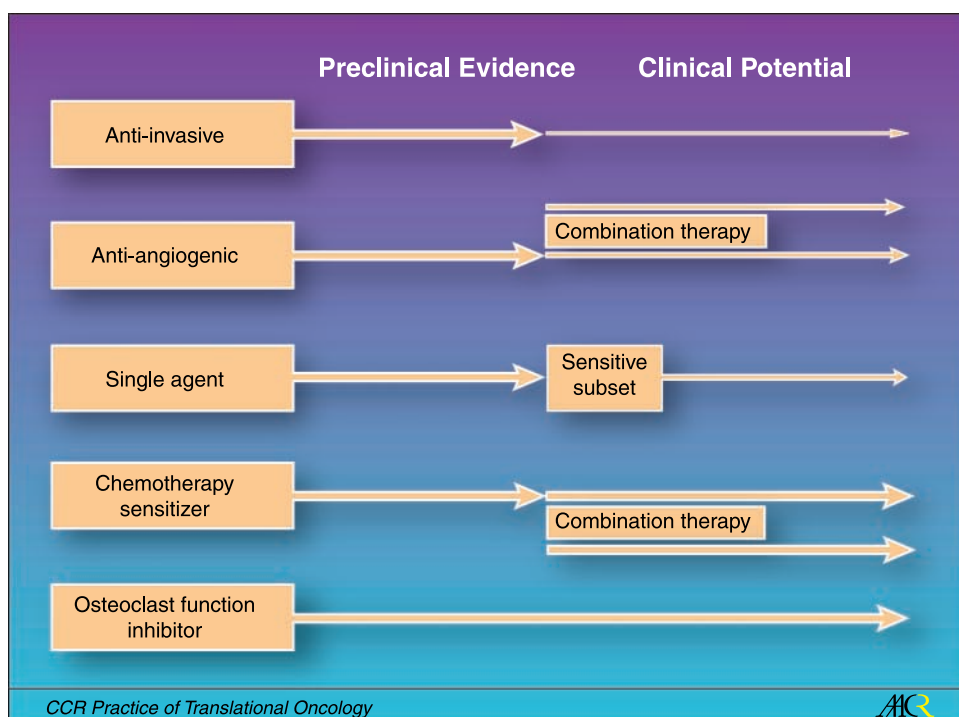 Preclinical Evidence
Clinical Potential
Anti-invasive
Combination therapy
Anti-angiogenic
Single agent
Sensitive
subset
Chemotherapy
sensitizer
Combination therapy
Osteoclast function
inhibitor
CCR Practice of Translational Oncology
AACR